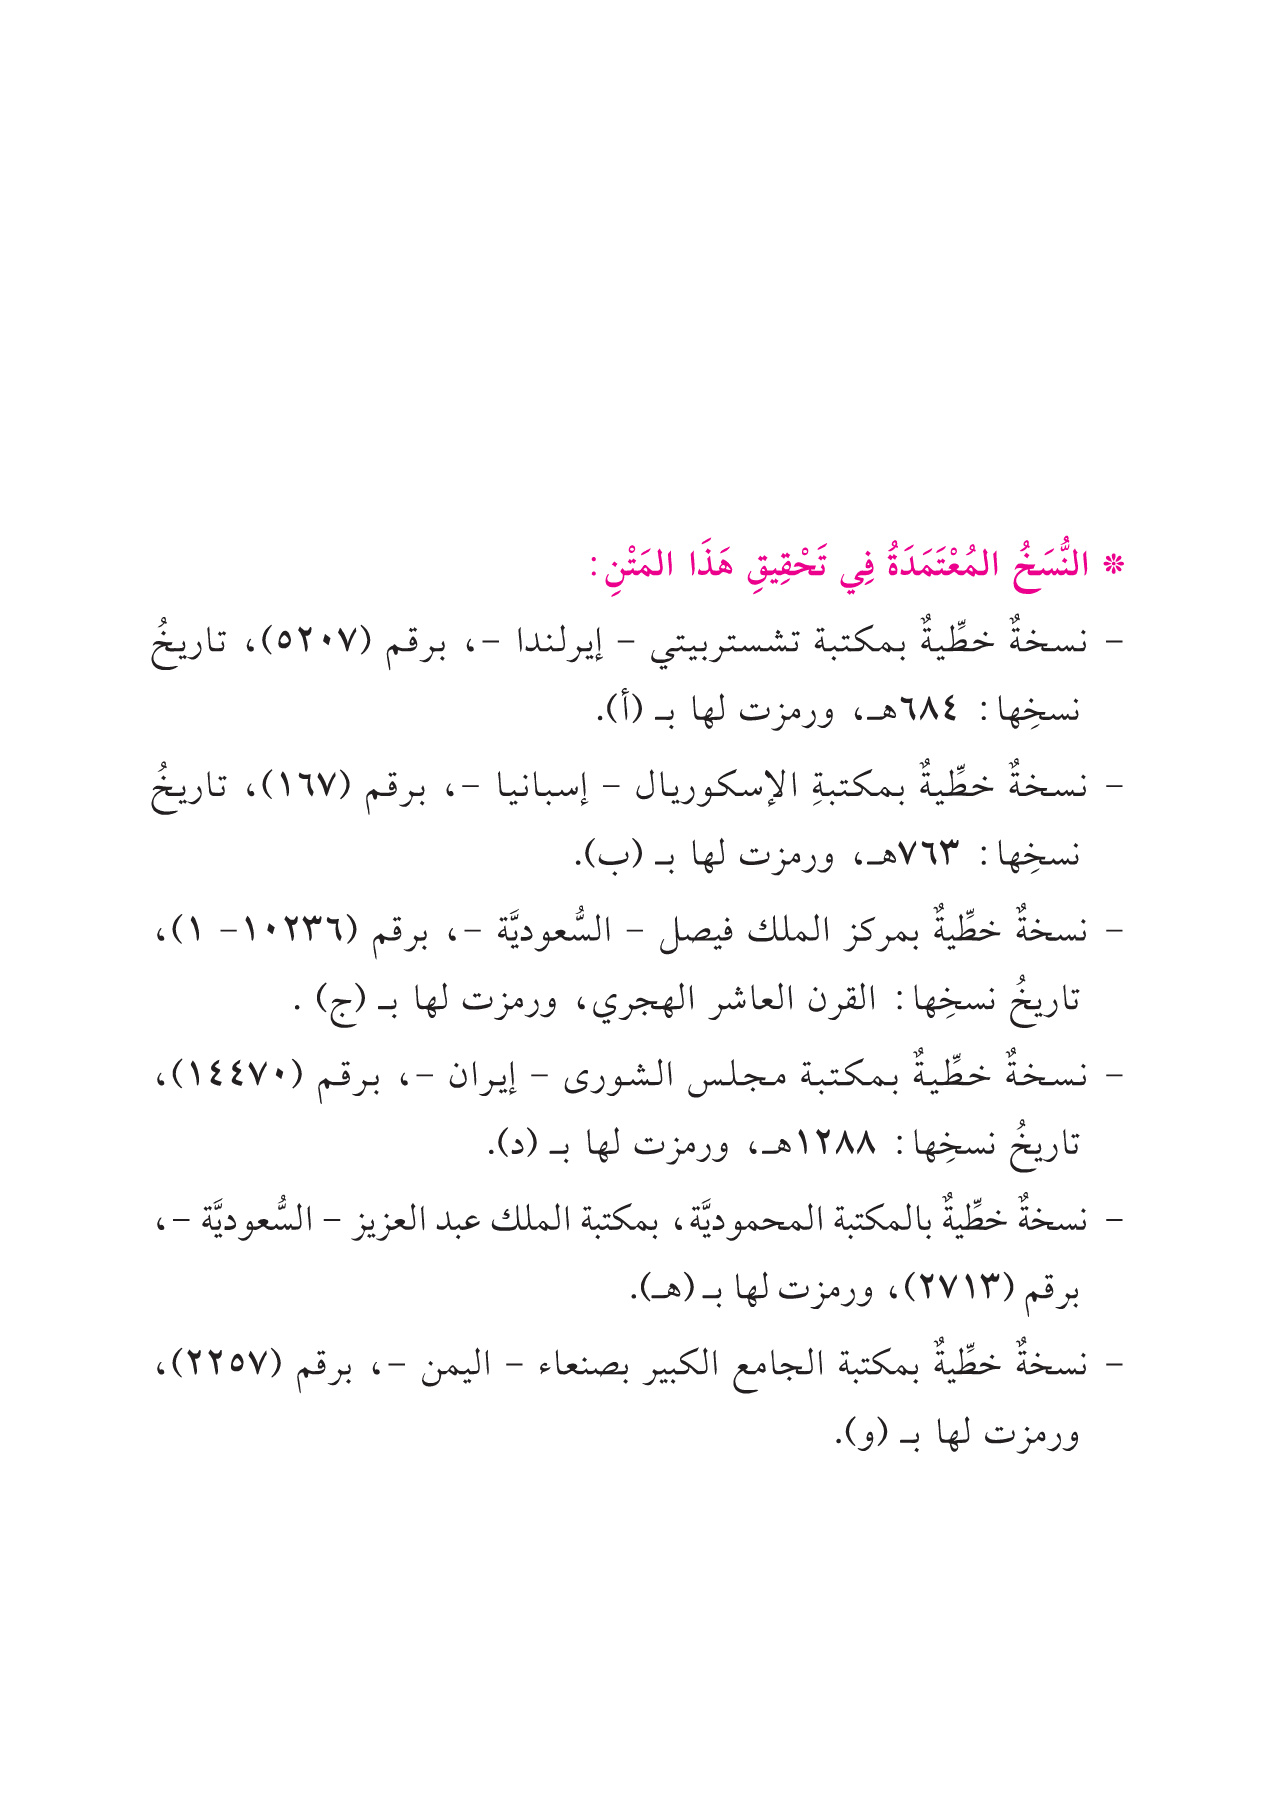 * النُّسَخُ المُعْتَمَدَةُ فِي تَحْقِيقِ هَذَا المَتْنِ:
- نسخةٌ خطِّيةٌ بمكتبة تشستربيتي - إيرلندا -، برقم (٥٢٠٧)، تاريخُ
نسخِها: ٦٨٤هـ، ورمزت لها بـ (أ).
- نسخةٌ خطِّيةٌ بمكتبةِ الإسكوريال - إسبانيا -، برقم (١٦٧)، تاريخُ
نسخِها: ٧٦٣هـ، ورمزت لها بـ (ب).
- نسخةٌ خطِّيةٌ بمركز الملك فيصل - السُّعوديَّة -، برقم (١٠٢٣٦- ١)،
تاريخُ نسخِها: القرن العاشر الهجري، ورمزت لها بـ (ج) .
- نسخةٌ خطِّيةٌ بمكتبة مجلس الشورى - إيران -، برقم (١٤٤٧٠)،
تاريخُ نسخِها: ١٢٨٨هـ، ورمزت لها بـ (د).
- نسخةٌ خطِّيةٌ بالمكتبة المحموديَّة، بمكتبة الملك عبد العزيز - السُّعوديَّة -،
برقم (٢٧١٣)، ورمزت لها بـ (هـ).
- نسخةٌ خطِّيةٌ بمكتبة الجامع الكبير بصنعاء - اليمن -، برقم (٢٢٥٧)،
ورمزت لها بـ (و).